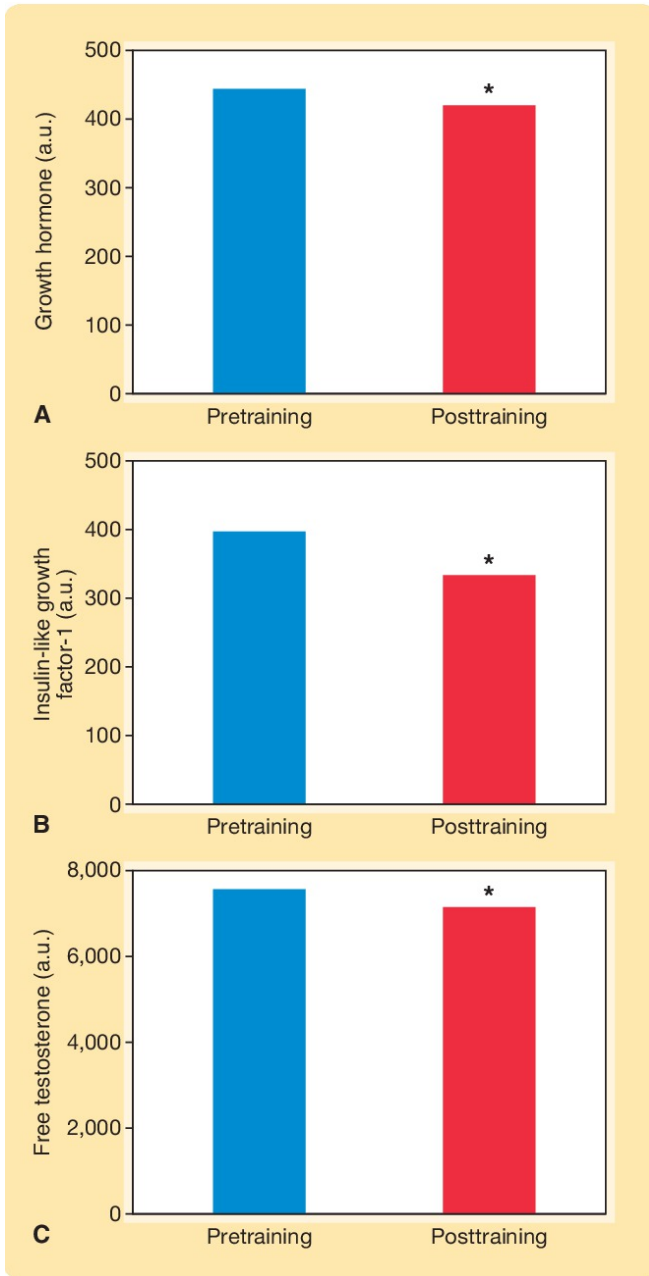 500
400
300
200
100
0
Growth hormone (a.u.)
*
Pretraining
Posttraining
A
500
400
300
200
100
0
Insulin-like growth
factor-1 (a.u.)
*
Pretraining
Posttraining
B
8,000
6,000
4,000
2,000
0
Free testosterone (a.u.)
*
Pretraining
Posttraining
C